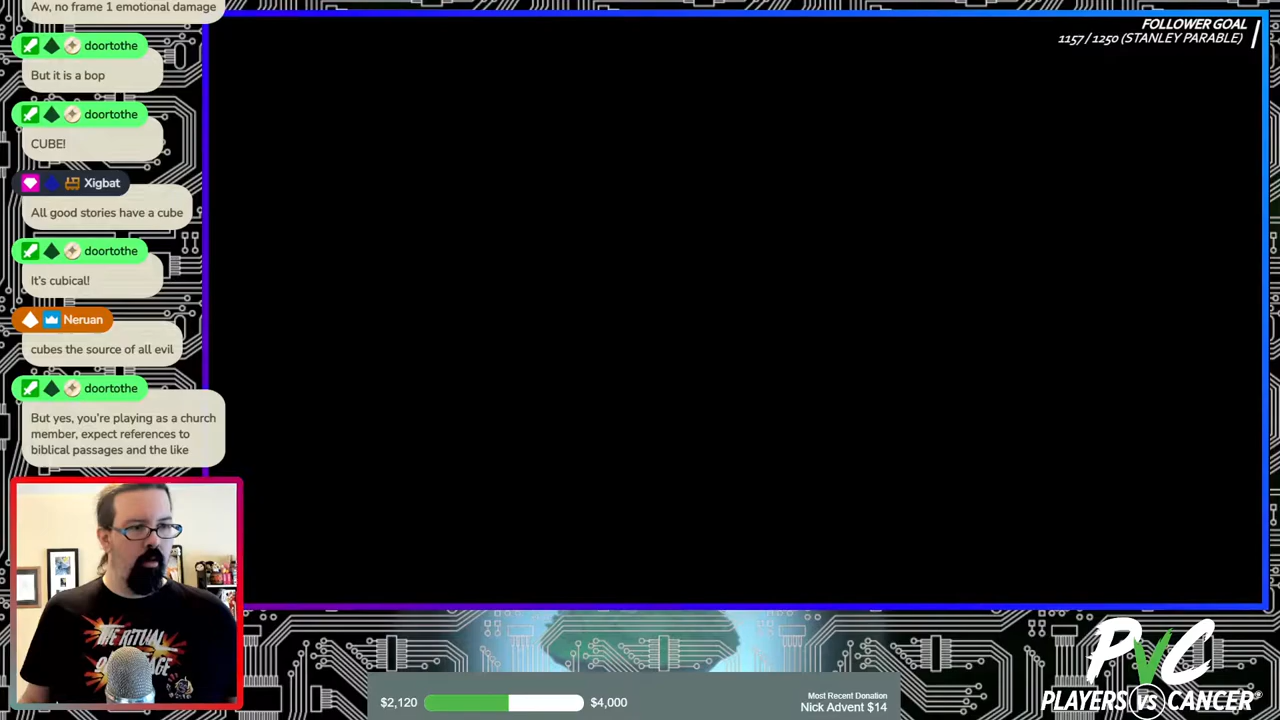 Aw, no frame 1 emotional damage
doortothe
But it is a bop
doortothe
CUBE!
Xigbat
All good stories have a cube
doortothe
It's cubical!
Neruan
cubes the source of all evil
doortothe
But yes, you're playing as a church
member, expect references to
biblical passages and the like
FOLLOWER GOAL
1157 / 1250 (STANLEY PARABLE)
THE RITUAL
$2,120
$4,000
Most Recent Donation
Nick Advent $14
PVC
PLAYERS VS CANCER®